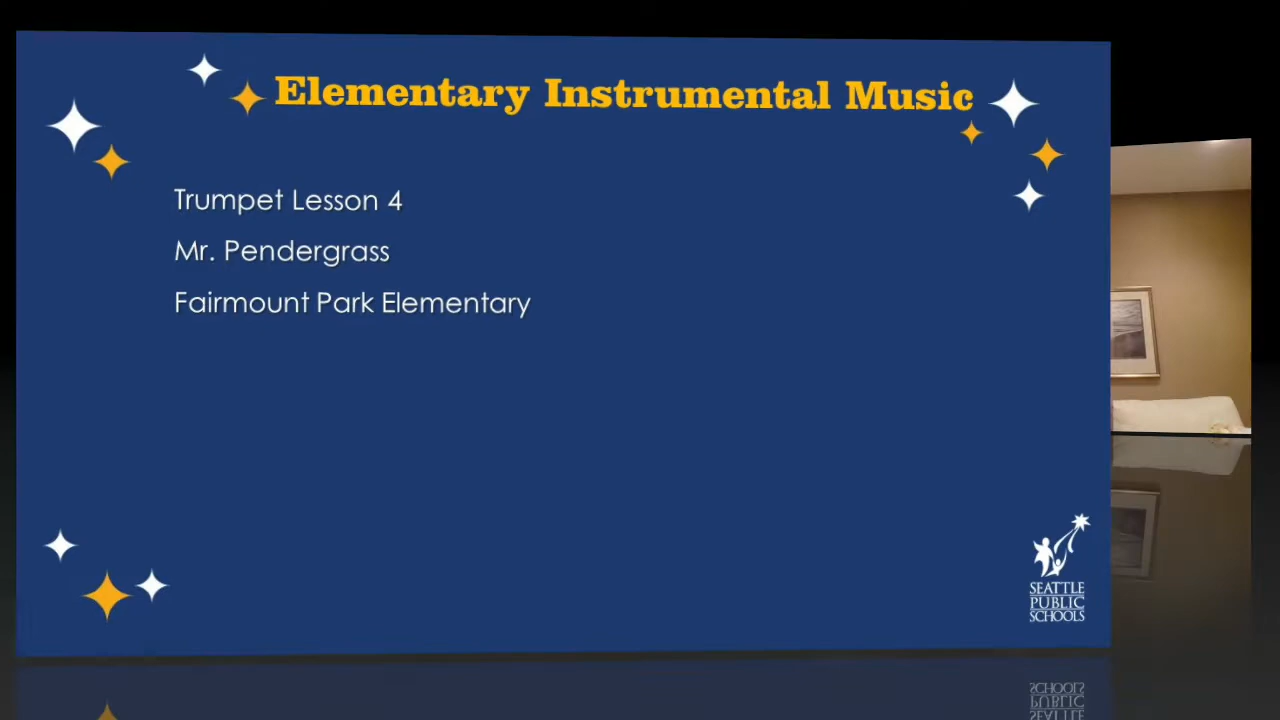 Elementary Instrumental Music
Trumpet Lesson 4
Mr. Pendergrass
Fairmount Park Elementary
SEATTLE
PUBLIC
SCHOOLS